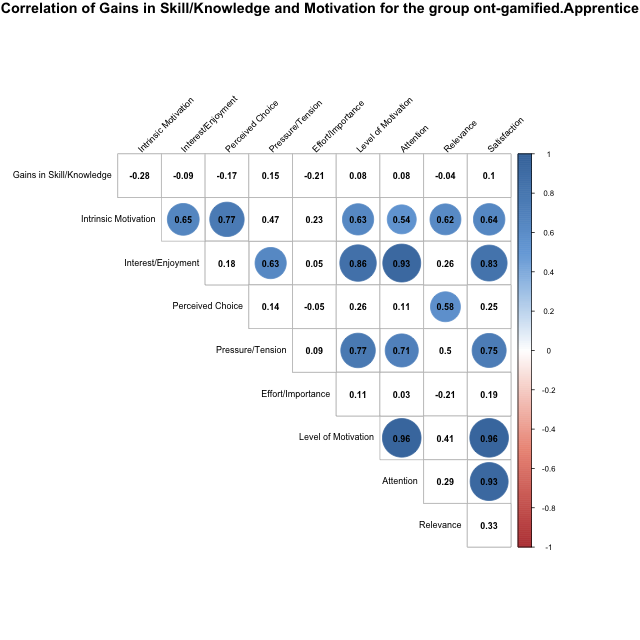 Correlation of Gains in Skill/Knowledge and Motivation for the group ont-gamified.Apprentice
Intrinsic Motivation
Interest/Enjoyment
Perceived Choice
Pressure/Tension
Effort/Importance
Level of Motivation
Attention
Relevance
Satisfaction
Gains in Skill/Knowledge -0.28 -0.09 -0.17 0.15 -0.21 0.08 0.08 -0.04 0.1
Intrinsic Motivation 0.65 0.77 0.47 0.23 0.63 0.54 0.62 0.64
Interest/Enjoyment 0.18 0.63 0.05 0.86 0.93 0.26 0.83
Perceived Choice 0.14 -0.05 0.26 0.11 0.58 0.25
Pressure/Tension 0.09 0.77 0.71 0.5 0.75
Effort/Importance 0.11 0.03 -0.21 0.19
Level of Motivation 0.96 0.41 0.96
Attention 0.29 0.93
Relevance 0.33
1
0.8
0.6
0.4
0.2
0
-0.2
-0.4
-0.6
-0.8
-1